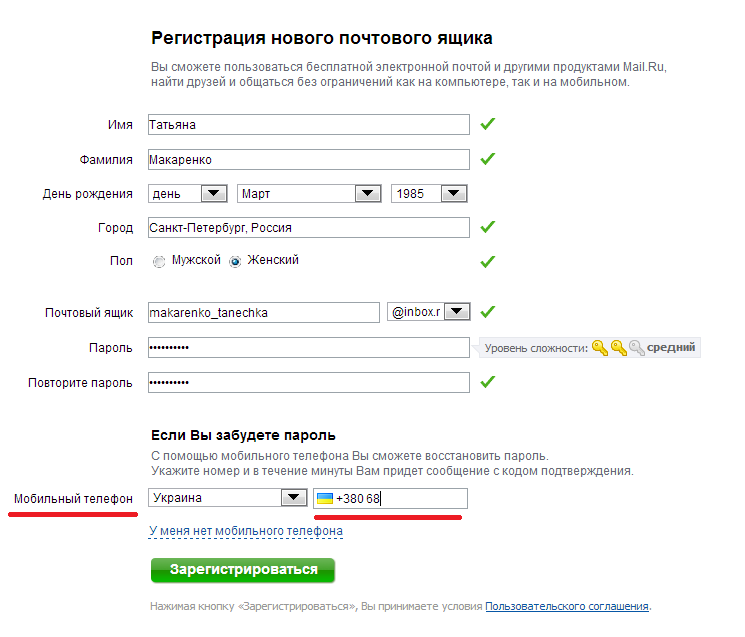 Регистрация нового почтового ящика
Вы сможете пользоваться бесплатной электронной почтой и другими продуктами Mail.Ru,
найти друзей и общаться без ограничений как на компьютере, так и на мобильном.
Имя Татьяна
Фамилия Макаренко
День рождения день Март 1985
Город Санкт-Петербург, Россия
Пол Мужской Женский
Почтовый ящик makarenko_tanechka @inbox.r
Пароль •••••••••• Уровень сложности: средний
Повторите пароль ••••••••••
Если Вы забудете пароль
С помощью мобильного телефона Вы сможете восстановить пароль.
Укажите номер и в течение минуты Вам придет сообщение с кодом подтверждения.
Мобильный телефон Украина +380 68
У меня нет мобильного телефона
Зарегистрироваться
Нажимая кнопку «Зарегистрироваться», Вы принимаете условия Пользовательского соглашения.